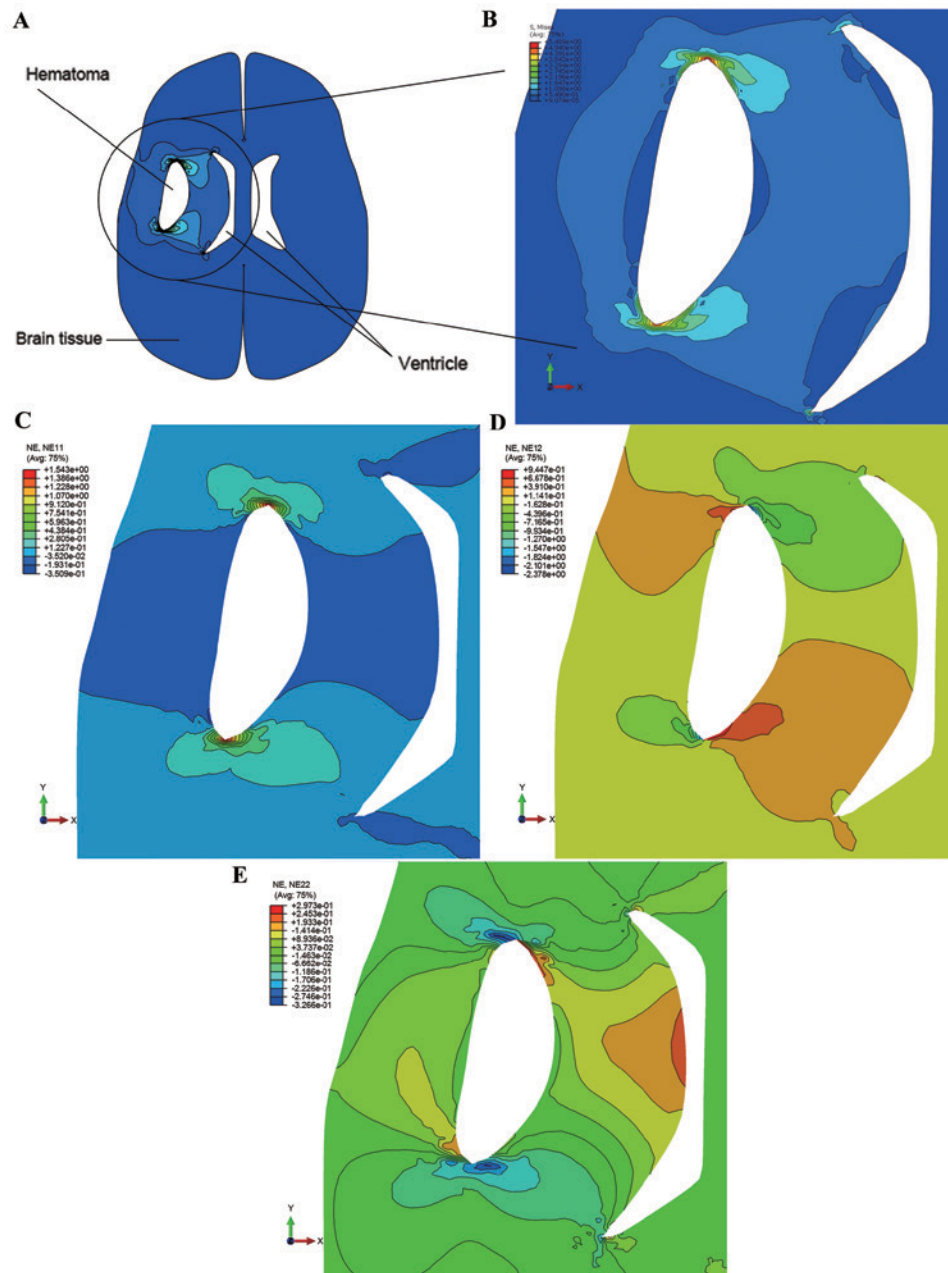 A
Hematoma
Brain tissue
Ventricle
B
S, Mises
(Avg: 75%)
Y
Z
X
C
NE, NE11
(Avg: 75%)
+1.543e+00
+1.386e+00
+1.228e+00
+1.070e+00
+9.120e-01
+7.541e-01
+5.963e-01
+4.384e-01
+2.805e-01
+1.227e-01
-3.520e-02
-1.931e-01
-3.509e-01
Y
X
D
NE, NE12
(Avg: 75%)
+9.447e-01
+6.678e-01
+3.910e-01
+1.141e-01
-1.628e-01
-4.396e-01
-7.165e-01
-9.934e-01
-1.270e+00
-1.547e+00
-1.824e+00
-2.101e+00
-2.378e+00
Y
X
E
NE, NE22
(Avg: 75%)
+2.973e-01
+2.453e-01
+1.933e-01
-1.414e-01
+8.936e-02
+3.737e-02
-1.463e-02
-6.662e-02
-1.186e-01
-1.706e-01
-2.226e-01
-2.746e-01
-3.266e-01
Y
X